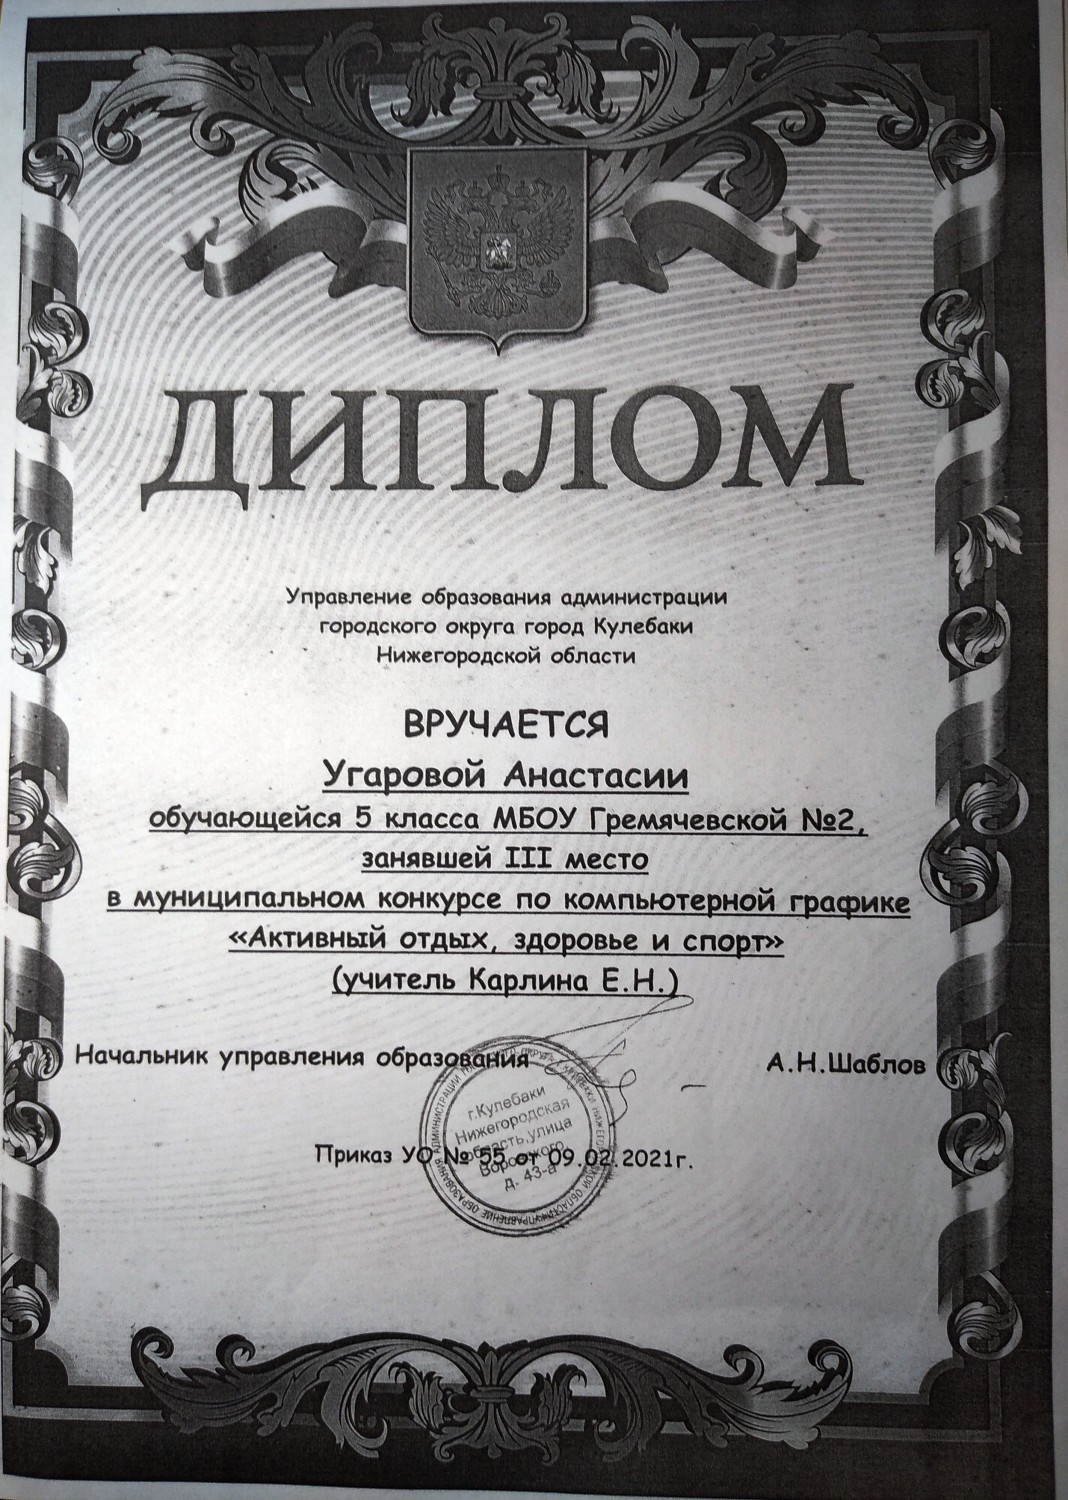 ДИПЛОМ
Управление образования администрации
городского округа город Кулебаки
Нижегородской области
ВРУЧАЕТСЯ
Угаровой Анастасии
обучающейся 5 класса МБОУ Гремячевской №2,
занявшей III место
в муниципальном конкурсе по компьютерной графике
«Активный отдых, здоровье и спорт»
(учитель Карлина Е.Н.)
Начальник управления образования А.Н.Шаблов
г.Кулебаки
Нижегородская
область,улица
д. 43-а
Приказ УО № 55 от 09.02.2021г.